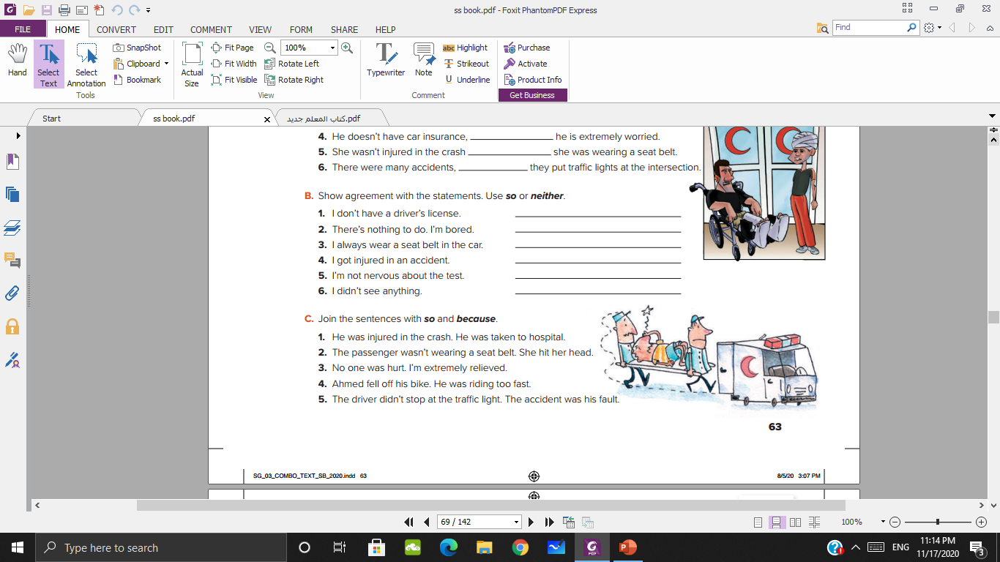 ss book.pdf - Foxit PhantomPDF Express
FILE HOME CONVERT EDIT COMMENT VIEW FORM SHARE HELP
Find
Hand
Select Text
Select Annotation
SnapShot
Clipboard
Bookmark
Tools
Actual Size
Fit Page
Fit Width
Fit Visible
100%
Rotate Left
Rotate Right
View
Typewriter
Note
abc Highlight
T Strikeout
U Underline
Comment
Purchase
Activate
Product Info
Get Business
Start
ss book.pdf
كتاب المعلم جديد.pdf
4. He doesn't have car insurance, ____________ he is extremely worried.
5. She wasn't injured in the crash ____________ she was wearing a seat belt.
6. There were many accidents, ____________ they put traffic lights at the intersection.
B. Show agreement with the statements. Use so or neither.
1. I don't have a driver's license. ____________
2. There's nothing to do. I'm bored. ____________
3. I always wear a seat belt in the car. ____________
4. I got injured in an accident. ____________
5. I'm not nervous about the test. ____________
6. I didn't see anything. ____________
C. Join the sentences with so and because.
1. He was injured in the crash. He was taken to hospital.
2. The passenger wasn't wearing a seat belt. She hit her head.
3. No one was hurt. I'm extremely relieved.
4. Ahmed fell off his bike. He was riding too fast.
5. The driver didn't stop at the traffic light. The accident was his fault.
63
SG_03_COMBO_TEXT_SB_2020.indd 63
8/5/20 3:07 PM
69 / 142
100%
Type here to search
ENG
11:14 PM
11/17/2020
3